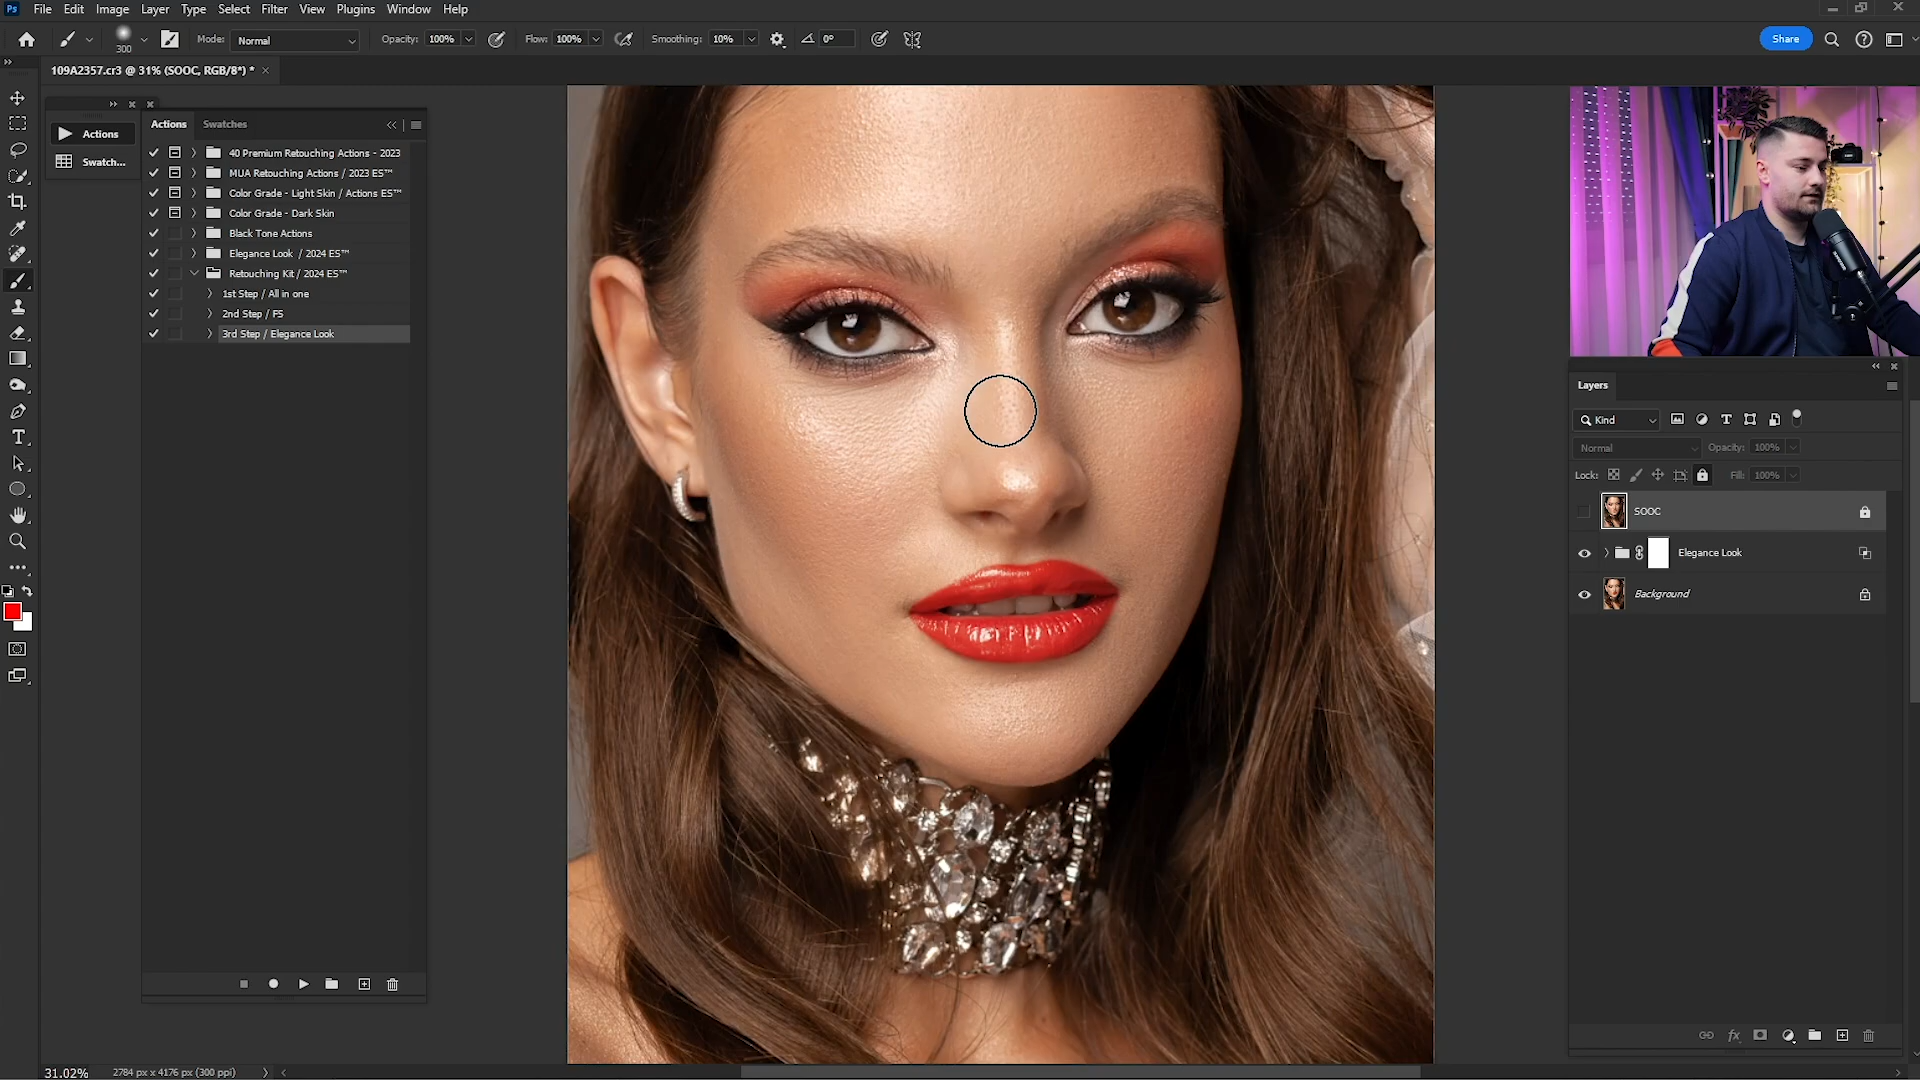 Ps File Edit Image Layer Type Select Filter View Plugins Window Help
300 Mode: Normal Opacity: 100% Flow: 100% Smoothing: 10% 0° Share
109A2357.cr3 @ 31% (SOOC, RGB/8*) * ×
Actions
Swatch...
Actions Swatches
40 Premium Retouching Actions - 2023
MUA Retouching Actions / 2023 ES™
Color Grade - Light Skin / Actions ES™
Color Grade - Dark Skin
Black Tone Actions
Elegance Look / 2024 ES™
Retouching Kit / 2024 ES™
1st Step / All in one
2nd Step / FS
3rd Step / Elegance Look
Layers
Kind
Normal Opacity: 100%
Lock: Fill: 100%
SOOC
Elegance Look
Background
31.02% 2784 px x 4176 px (300 ppi)